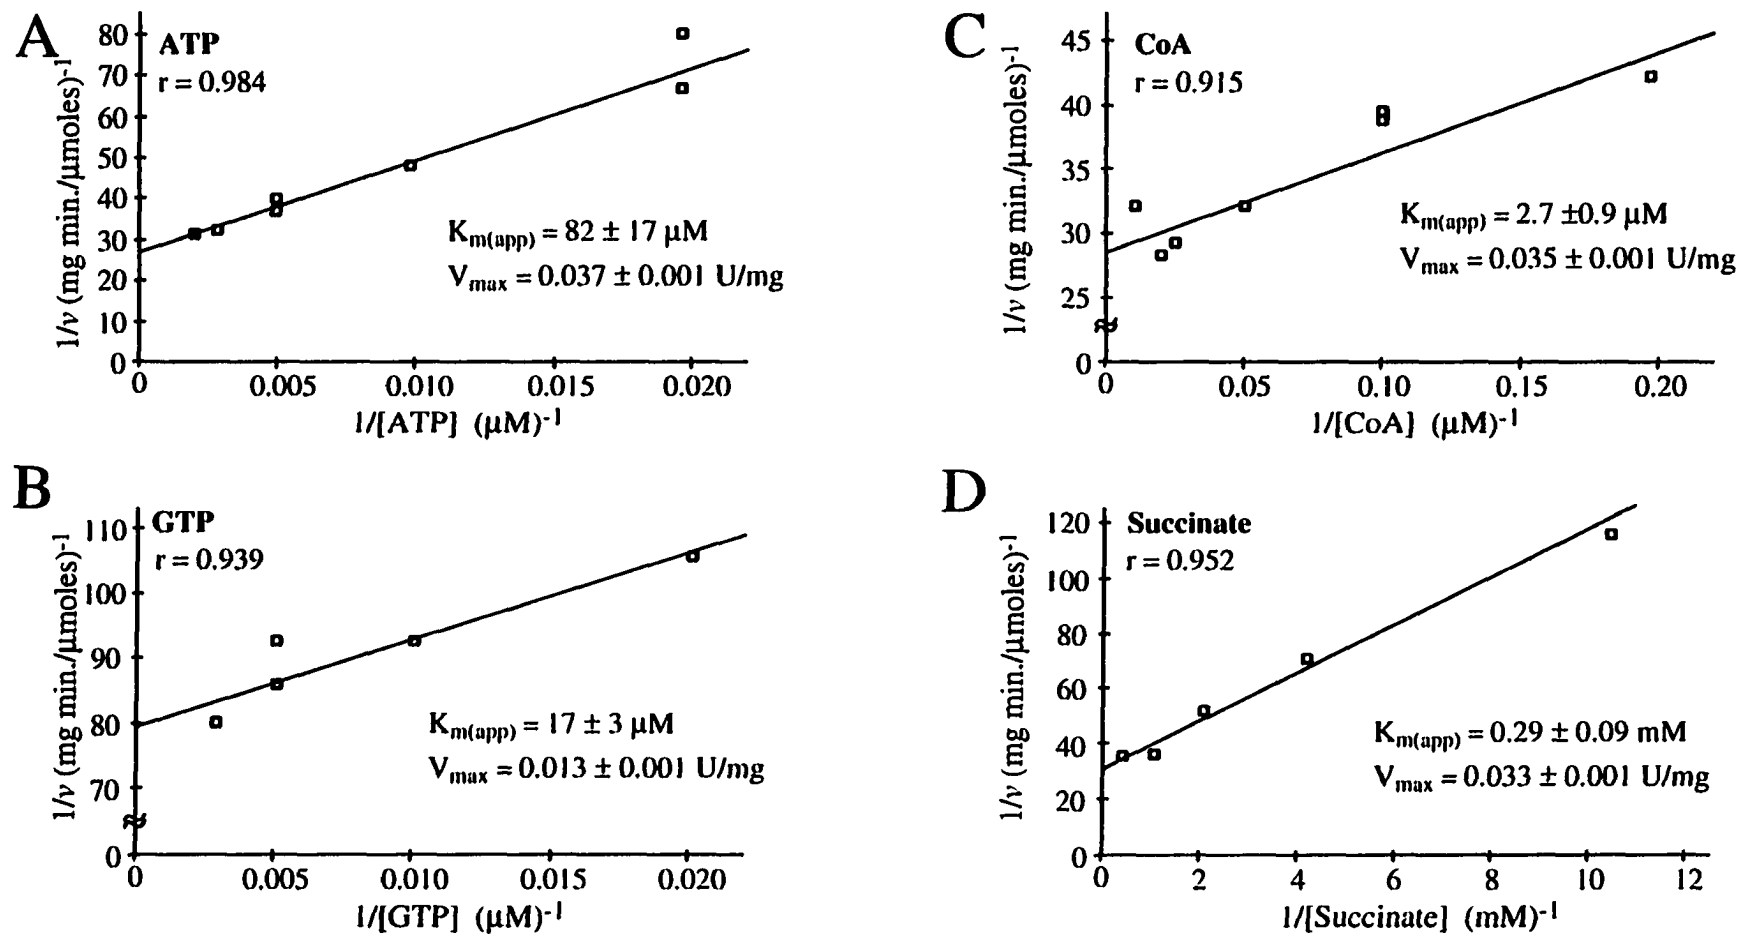 A
ATP
r = 0.984
1/v (mg min./μmoles)-1
80
70
60
50
40
30
20
10
0
Km(app) = 82 ± 17 μM
Vmax = 0.037 ± 0.001 U/mg
0 0.005 0.010 0.015 0.020
1/[ATP] (μM)-1
B
GTP
r = 0.939
1/v (mg min./μmoles)-1
110
100
90
80
70
0
Km(app) = 17 ± 3 μM
Vmax = 0.013 ± 0.001 U/mg
0 0.005 0.010 0.015 0.020
1/[GTP] (μM)-1
C
CoA
r = 0.915
1/v (mg min./μmoles)-1
45
40
35
30
25
0
Km(app) = 2.7 ±0.9 μM
Vmax = 0.035 ± 0.001 U/mg
0 0.05 0.10 0.15 0.20
1/[CoA] (μM)-1
D
Succinate
r = 0.952
1/v (mg min./μmoles)-1
120
100
80
60
40
20
0
Km(app) = 0.29 ± 0.09 mM
Vmax = 0.033 ± 0.001 U/mg
0 2 4 6 8 10 12
1/[Succinate] (mM)-1